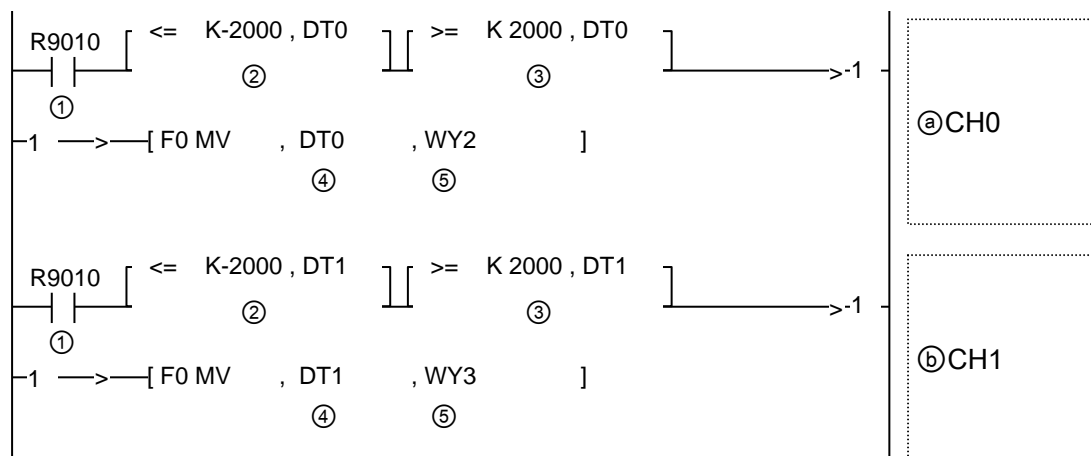 <= K-2000 , DT0 >= K 2000 , DT0
R9010
② ③ > 1
①
ⓐCH0
1 > [ F0 MV , DT0 , WY2 ]
④ ⑤
<= K-2000 , DT1 >= K 2000 , DT1
R9010
② ③ > 1
①
ⓑCH1
1 > [ F0 MV , DT1 , WY3 ]
④ ⑤